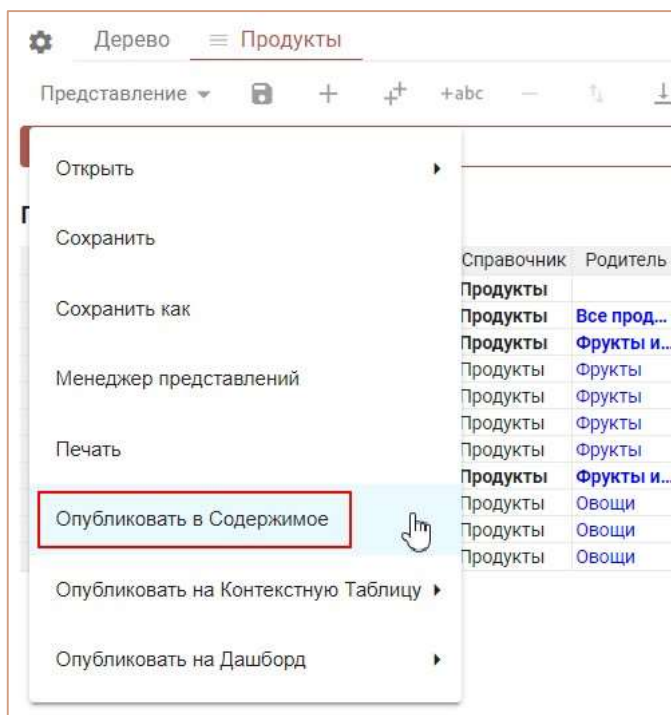 Дерево Продукты
Представление +abc
Открыть
Сохранить
Справочник Родитель
Продукты
Сохранить как
Продукты Все прод...
Продукты Фрукты и...
Менеджер представлений
Продукты Фрукты
Продукты Фрукты
Продукты Фрукты
Печать
Продукты Фрукты
Продукты Фрукты и...
Опубликовать в Содержимое
Продукты Овощи
Продукты Овощи
Продукты Овощи
Опубликовать на Контекстную Таблицу
Опубликовать на Дашборд